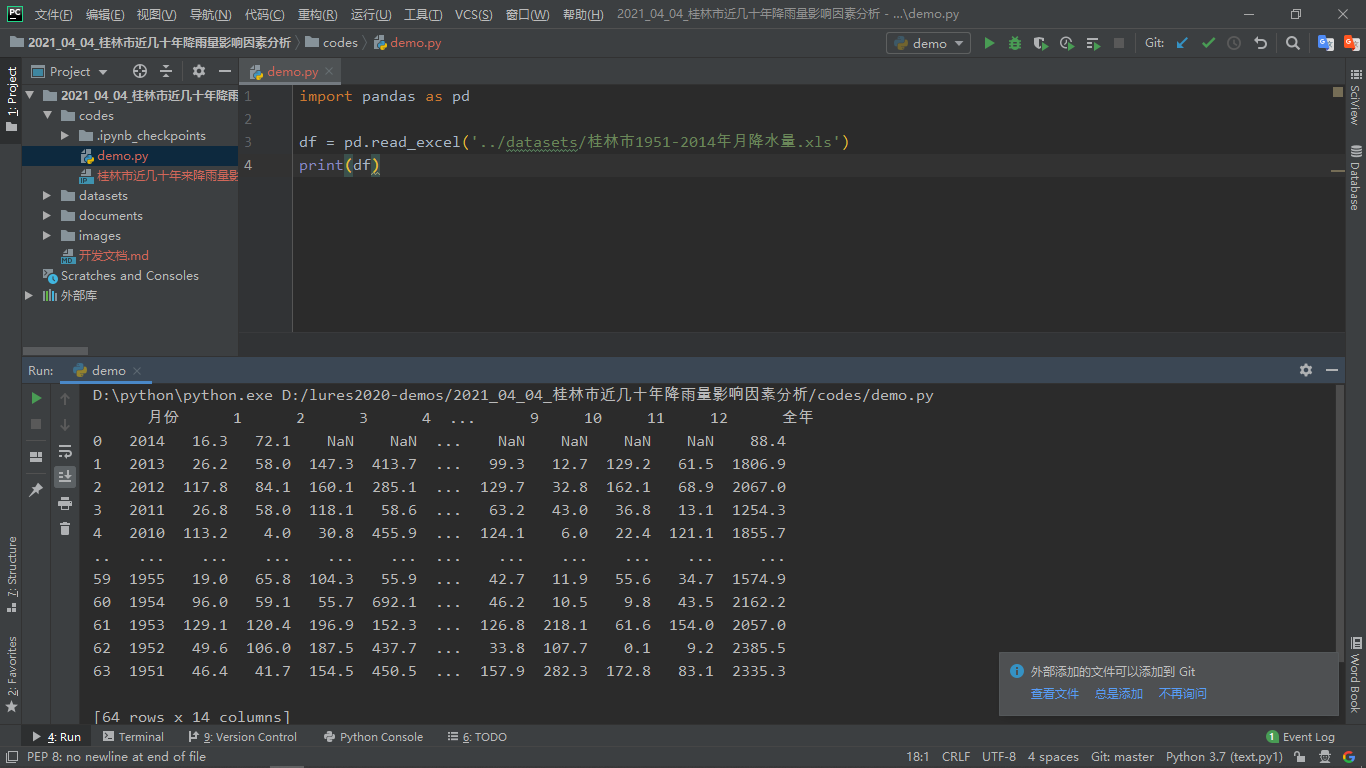 PC 文件(F) 编辑(E) 视图(V) 导航(N) 代码(C) 重构(R) 运行(U) 工具(T) VCS(S) 窗口(W) 帮助(H) 2021_04_04_桂林市近几十年降雨量影响因素分析 - ...\demo.py
2021_04_04_桂林市近几十年降雨量影响因素分析 codes demo.py demo Git:
1: Project
Project
demo.py
2021_04_04_桂林市近几十年降雨
codes
.ipynb_checkpoints
demo.py
桂林市近几十年来降雨量影
datasets
documents
images
开发文档.md
Scratches and Consoles
外部库
1 import pandas as pd
2
3 df = pd.read_excel('../datasets/桂林市1951-2014年月降水量.xls')
4 print(df)
SciView
Database
Run: demo
D:\python\python.exe D:/lures2020-demos/2021_04_04_桂林市近几十年降雨量影响因素分析/codes/demo.py
月份 1 2 3 4 ... 9 10 11 12 全年
0 2014 16.3 72.1 NaN NaN ... NaN NaN NaN NaN 88.4
1 2013 26.2 58.0 147.3 413.7 ... 99.3 12.7 129.2 61.5 1806.9
2 2012 117.8 84.1 160.1 285.1 ... 129.7 32.8 162.1 68.9 2067.0
3 2011 26.8 58.0 118.1 58.6 ... 63.2 43.0 36.8 13.1 1254.3
4 2010 113.2 4.0 30.8 455.9 ... 124.1 6.0 22.4 121.1 1855.7
.. ... ... ... ... ... ... ... ... ... ... ...
59 1955 19.0 65.8 104.3 55.9 ... 42.7 11.9 55.6 34.7 1574.9
60 1954 96.0 59.1 55.7 692.1 ... 46.2 10.5 9.8 43.5 2162.2
61 1953 129.1 120.4 196.9 152.3 ... 126.8 218.1 61.6 154.0 2057.0
62 1952 49.6 106.0 187.5 437.7 ... 33.8 107.7 0.1 9.2 2385.5
63 1951 46.4 41.7 154.5 450.5 ... 157.9 282.3 172.8 83.1 2335.3
[64 rows x 14 columns]
7: Structure
2: Favorites
外部添加的文件可以添加到 Git
查看文件 总是添加 不再询问
Word Book
4: Run Terminal 9: Version Control Python Console 6: TODO 1 Event Log
PEP 8: no newline at end of file 18:1 CRLF UTF-8 4 spaces Git: master Python 3.7 (text.py1)